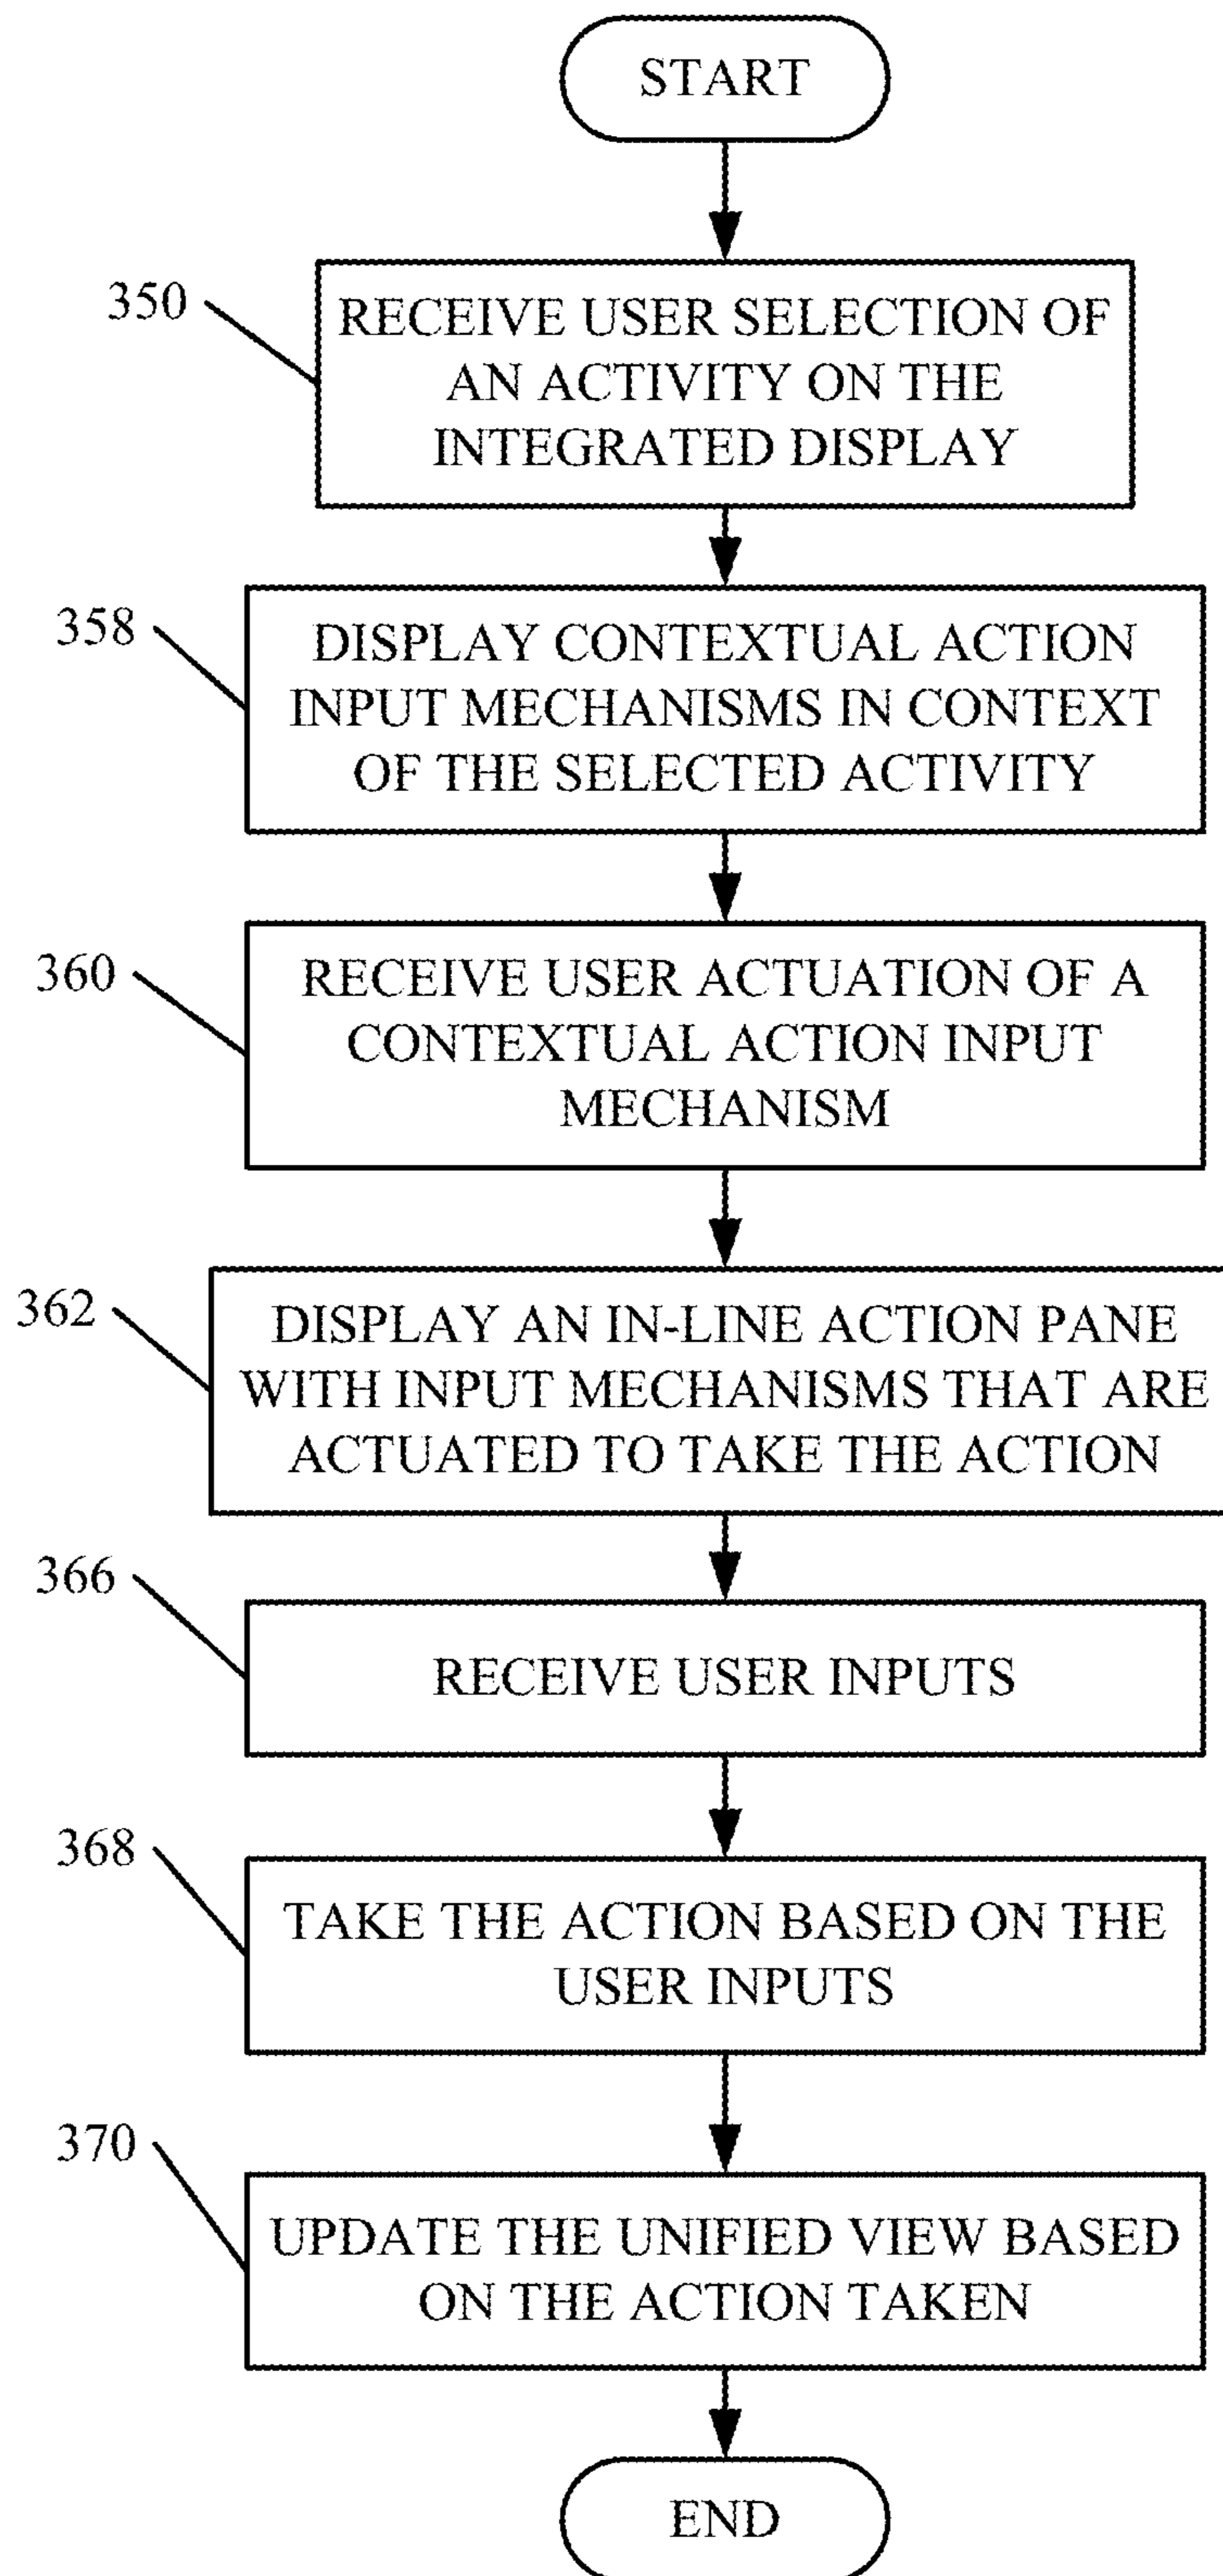 START
350
RECEIVE USER SELECTION OF
AN ACTIVITY ON THE
INTEGRATED DISPLAY
358
DISPLAY CONTEXTUAL ACTION
INPUT MECHANISMS IN CONTEXT
OF THE SELECTED ACTIVITY
360
RECEIVE USER ACTUATION OF A
CONTEXTUAL ACTION INPUT
MECHANISM
362
DISPLAY AN IN-LINE ACTION PANE
WITH INPUT MECHANISMS THAT ARE
ACTUATED TO TAKE THE ACTION
366
RECEIVE USER INPUTS
368
TAKE THE ACTION BASED ON THE
USER INPUTS
370
UPDATE THE UNIFIED VIEW BASED
ON THE ACTION TAKEN
END